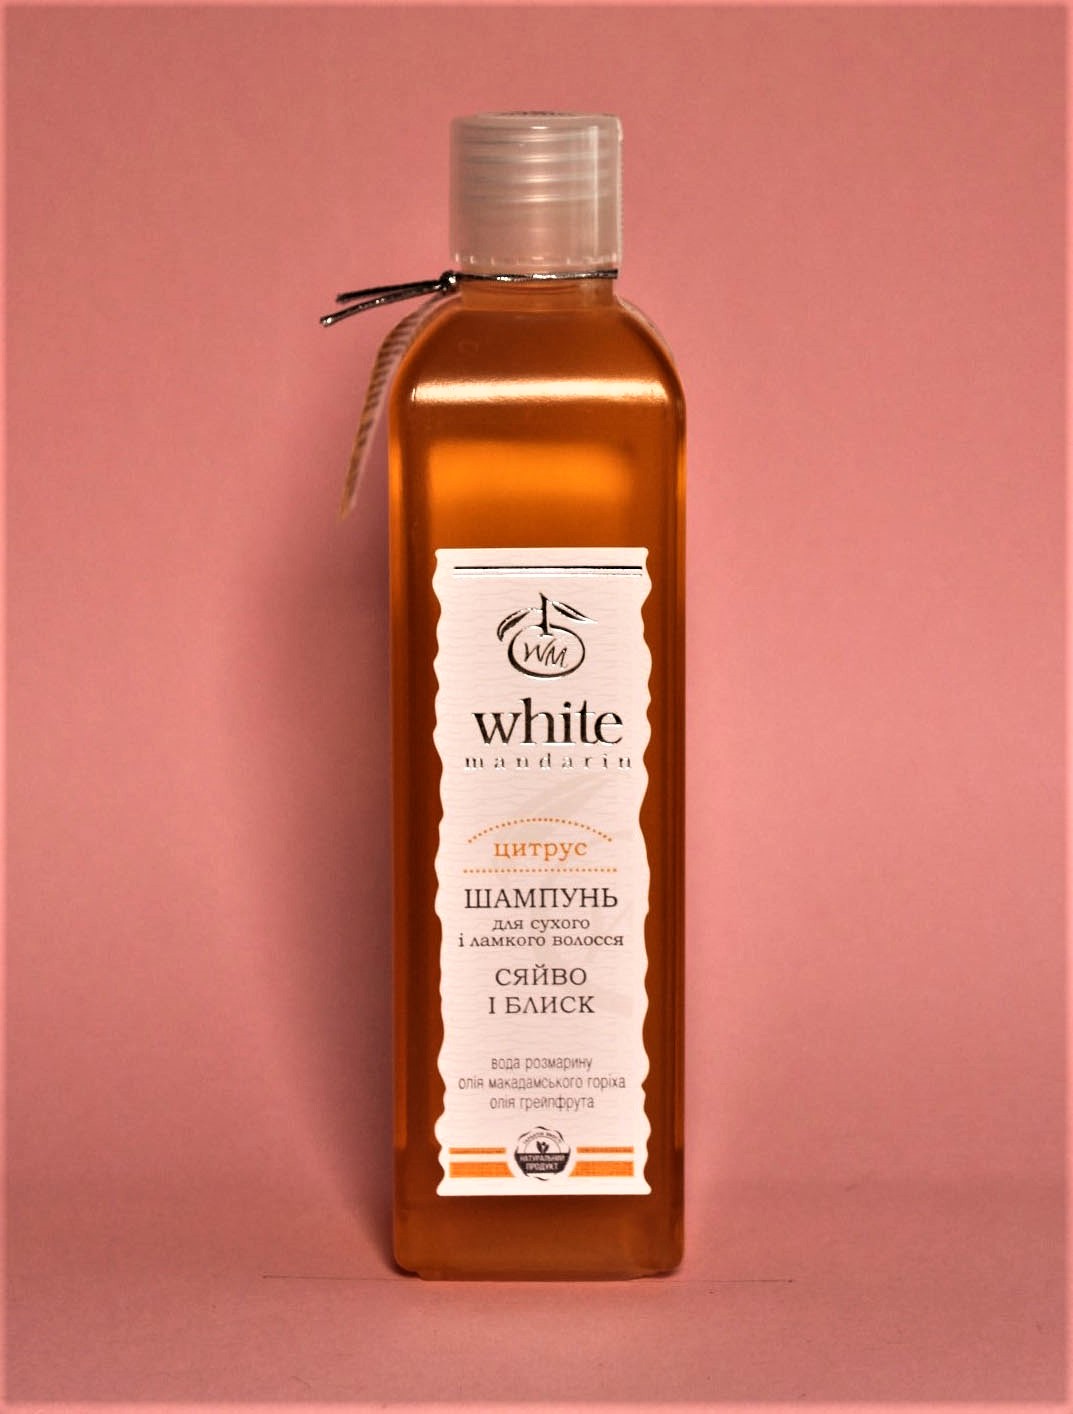 WM
white
mandarin
цитрус
ШАМПУНЬ
для сухого
і ламкого волосся
СЯЙВО
І БЛИСК
вода розмарину
олія макадамського горіха
олія грейпфрута
НАТУРАЛЬНИЙ
ПРОДУКТ